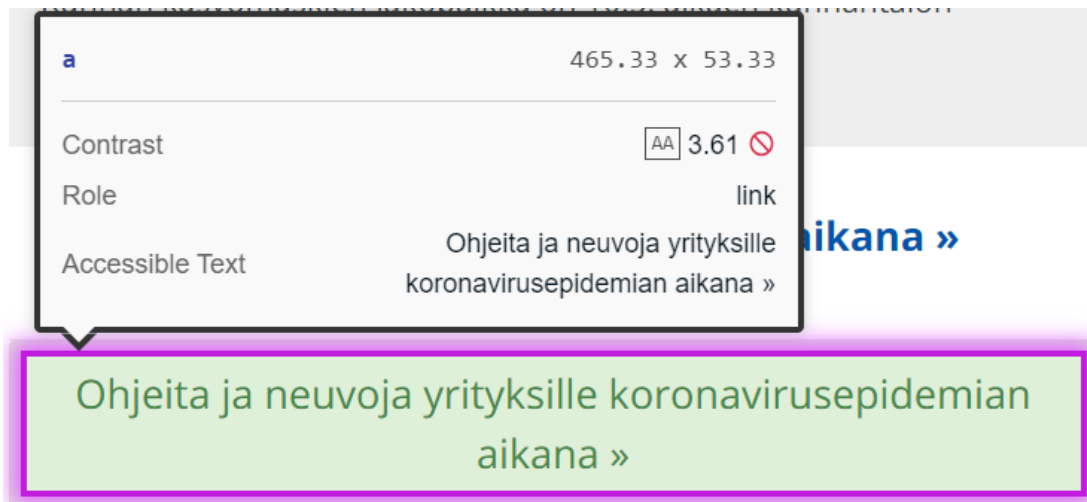 a 465.33 x 53.33
Contrast AA 3.61
Role link
Accessible Text Ohjeita ja neuvoja yrityksille
koronavirusepidemian aikana »
aikana »
Ohjeita ja neuvoja yrityksille koronavirusepidemian
aikana »